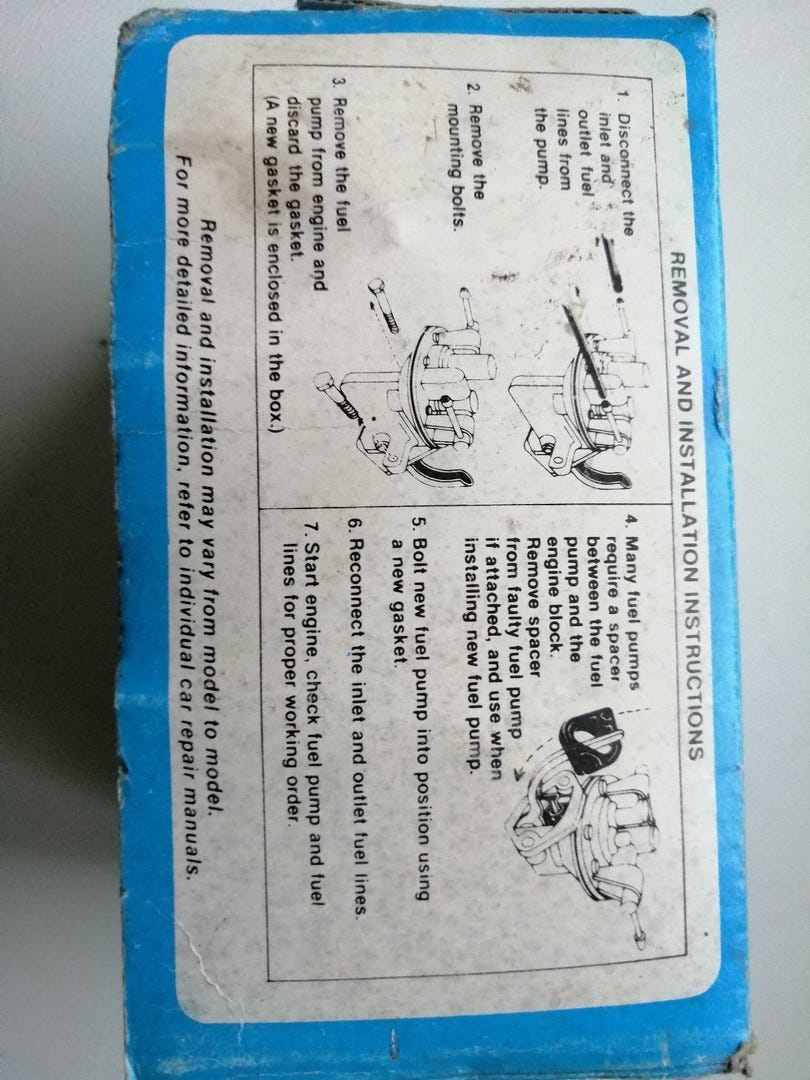 REMOVAL AND INSTALLATION INSTRUCTIONS
1. Disconnect the
inlet and
outlet fuel
lines from
the pump.
2. Remove the
mounting bolts.
3. Remove the fuel
pump from engine and
discard the gasket.
(A new gasket is enclosed in the box.)
4. Many fuel pumps
require a spacer
between the fuel
pump and the
engine block.
Remove spacer
from faulty fuel pump
if attached, and use when
installing new fuel pump.
5. Bolt new fuel pump into position using
a new gasket.
6. Reconnect the inlet and outlet fuel lines.
7. Start engine, check fuel pump and fuel
lines for proper working order.
Removal and installation may vary from model to model.
For more detailed information, refer to individual car repair manuals.